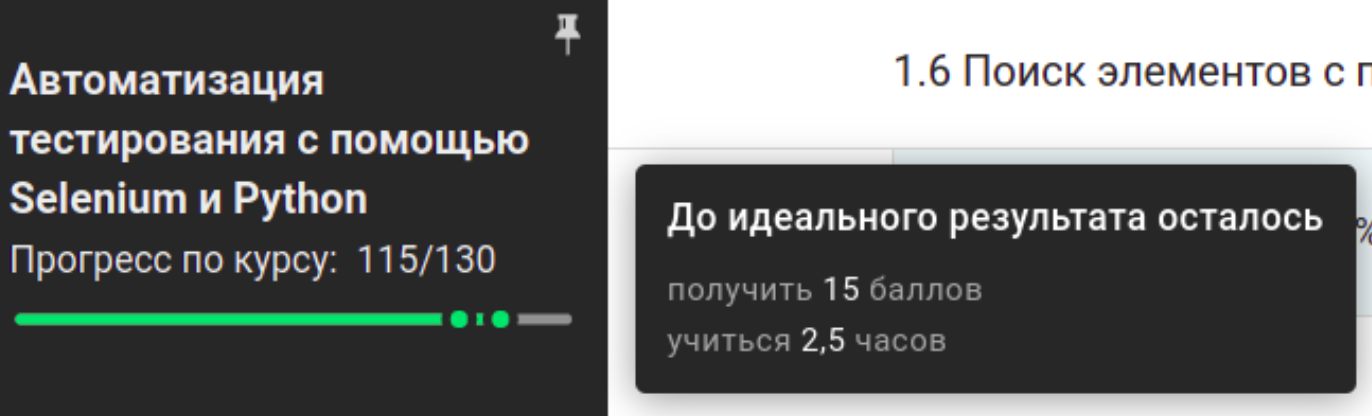 Автоматизация
тестирования с помощью
Selenium и Python
Прогресс по курсу: 115/130
1.6 Поиск элементов с
До идеального результата осталось
%
получить 15 баллов
учиться 2,5 часов